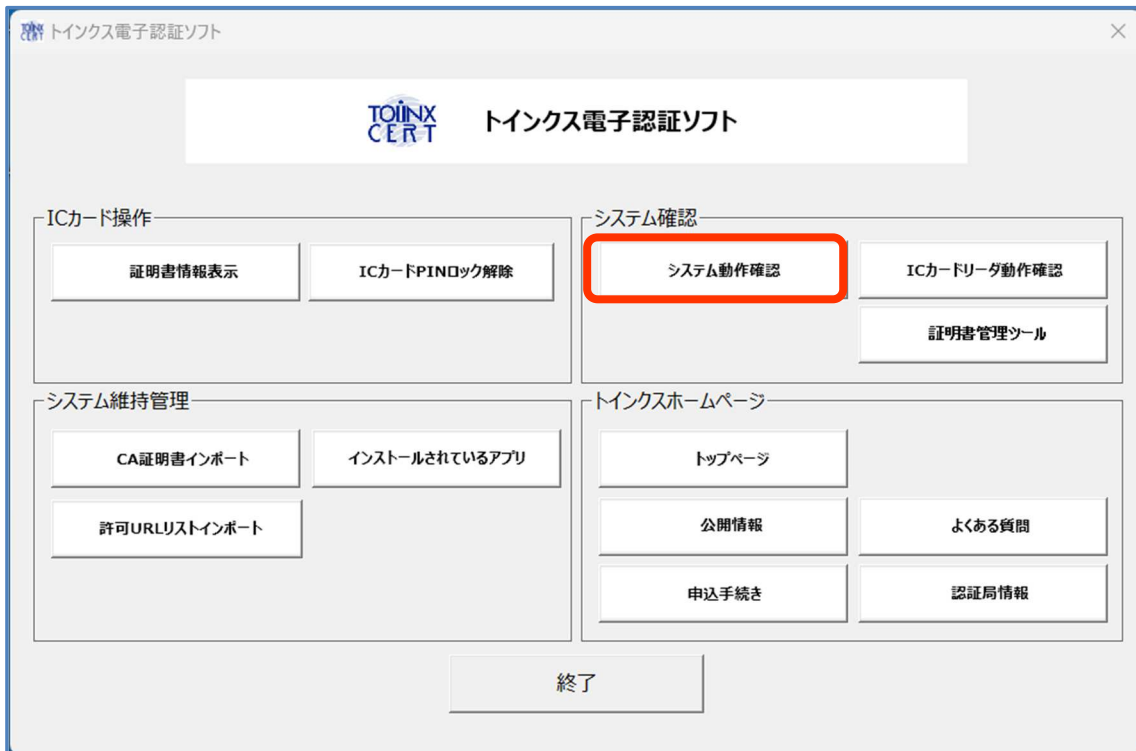 トインクス電子認証ソフト
TOiNX
CERT
トインクス電子認証ソフト
ICカード操作
証明書情報表示
ICカードPINロック解除
システム確認
システム動作確認
ICカードリーダ動作確認
証明書管理ツール
システム維持管理
CA証明書インポート
インストールされているアプリ
許可URLリストインポート
トインクスホームページ
トップページ
公開情報
よくある質問
申込手続き
認証局情報
終了